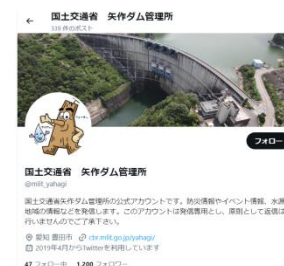 国土交通省 矢作ダム管理所
フォロー
国土交通省 矢作ダム管理所
@mlit_yahagi
国土交通省矢作ダム管理所の公式アカウントです。防災情報やイベント情報、水源
地域の情報などを発信します。このアカウントは発信専用とし、原則として返信は
行いませんのでご了承下さい。
愛知 豊田市 cbr.mlit.go.jp/yahagi/
2019年4月からTwitterを利用しています
47 フォロー中 1,200 フォロワー